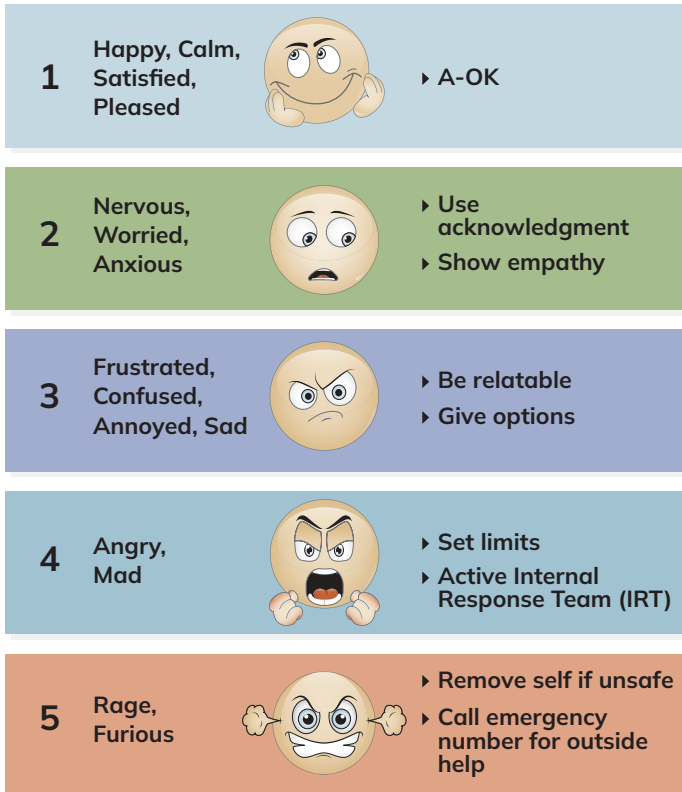 1
Happy, Calm,
Satisfied,
Pleased
A-OK
2
Nervous,
Worried,
Anxious
Use
acknowledgment
Show empathy
3
Frustrated,
Confused,
Annoyed, Sad
Be relatable
Give options
4
Angry,
Mad
Set limits
Active Internal
Response Team (IRT)
5
Rage,
Furious
Remove self if unsafe
Call emergency
number for outside
help